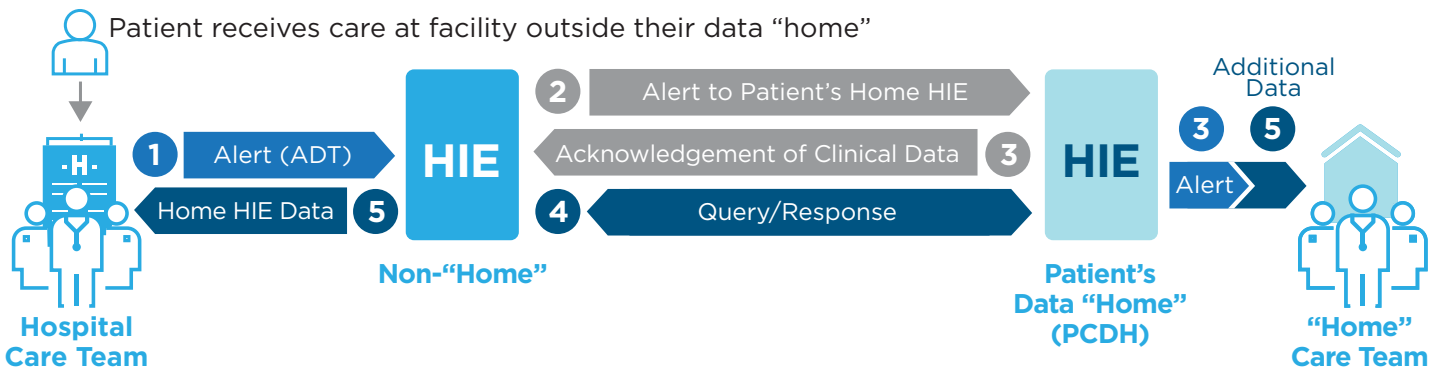 Patient receives care at facility outside their data “home”
-H-
1
Alert (ADT)
Home HIE Data
5
HIE
Non-“Home”
2
Alert to Patient’s Home HIE
Acknowledgement of Clinical Data
3
4
Query/Response
HIE
Patient’s
Data “Home”
(PCDH)
Additional
Data
3
5
Alert
Hospital
Care Team
“Home”
Care Team